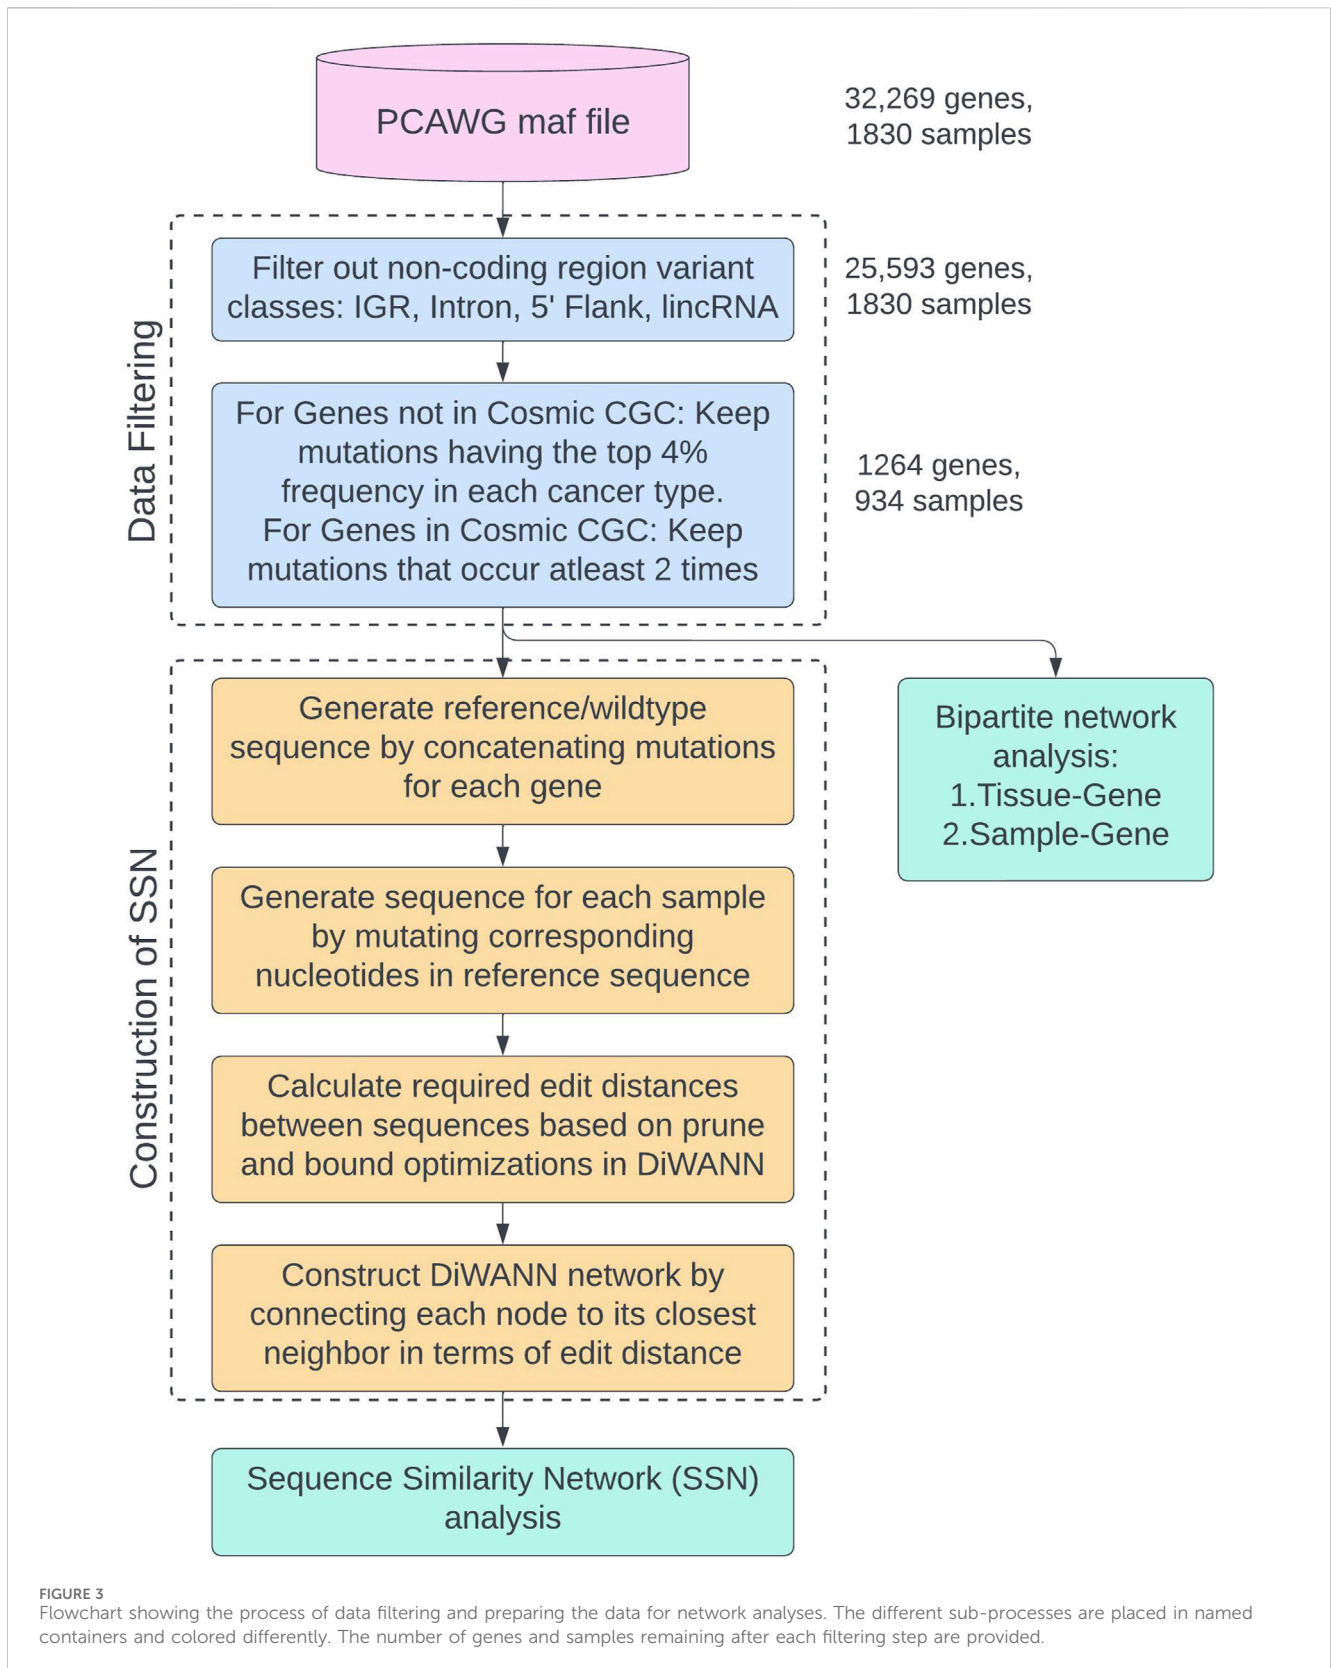 PCAWG maf file
32,269 genes,
1830 samples
Data Filtering
Filter out non-coding region variant
classes: IGR, Intron, 5' Flank, lincRNA
25,593 genes,
1830 samples
For Genes not in Cosmic CGC: Keep
mutations having the top 4%
frequency in each cancer type.
For Genes in Cosmic CGC: Keep
mutations that occur atleast 2 times
1264 genes,
934 samples
Construction of SSN
Generate reference/wildtype
sequence by concatenating mutations
for each gene
Bipartite network
analysis:
1.Tissue-Gene
2.Sample-Gene
Generate sequence for each sample
by mutating corresponding
nucleotides in reference sequence
Calculate required edit distances
between sequences based on prune
and bound optimizations in DiWANN
Construct DiWANN network by
connecting each node to its closest
neighbor in terms of edit distance
Sequence Similarity Network (SSN)
analysis
FIGURE 3
Flowchart showing the process of data filtering and preparing the data for network analyses. The different sub-processes are placed in named
containers and colored differently. The number of genes and samples remaining after each filtering step are provided.